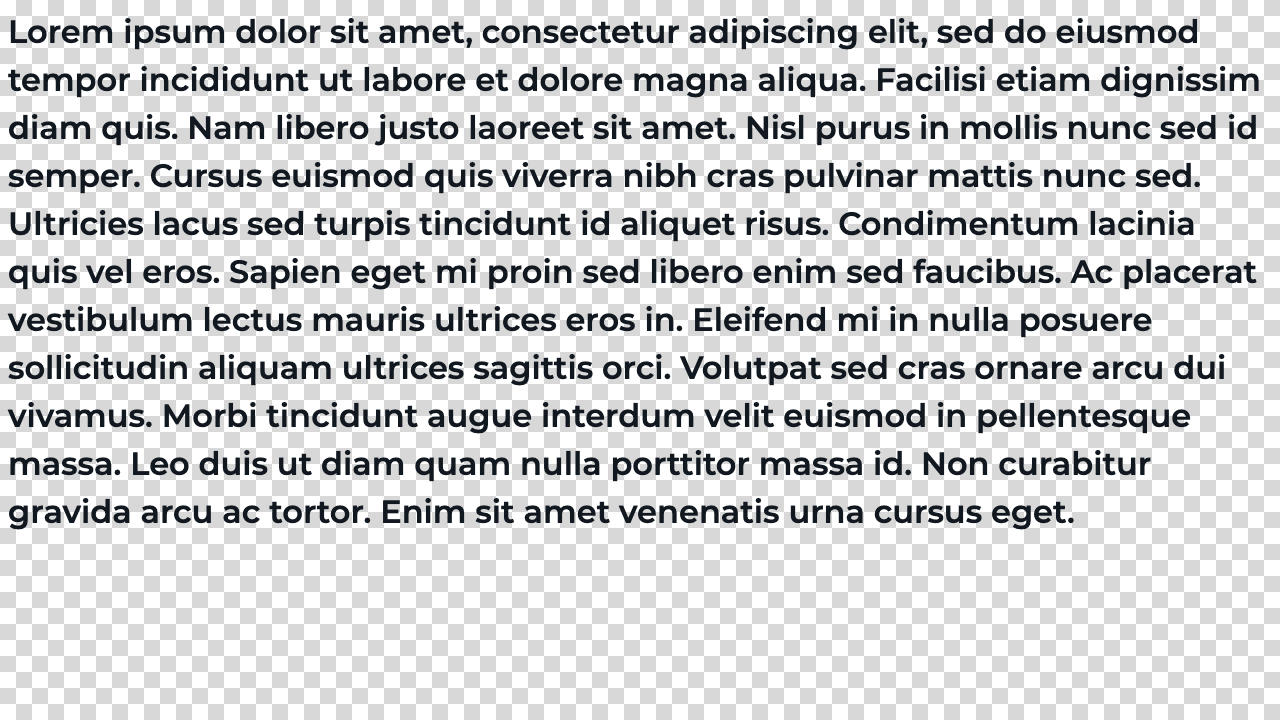 Lorem ipsum dolor sit amet, consectetur adipiscing elit, sed do eiusmod
tempor incididunt ut labore et dolore magna aliqua. Facilisi etiam dignissim
diam quis. Nam libero justo laoreet sit amet. Nisl purus in mollis nunc sed id
semper. Cursus euismod quis viverra nibh cras pulvinar mattis nunc sed.
Ultricies lacus sed turpis tincidunt id aliquet risus. Condimentum lacinia
quis vel eros. Sapien eget mi proin sed libero enim sed faucibus. Ac placerat
vestibulum lectus mauris ultrices eros in. Eleifend mi in nulla posuere
sollicitudin aliquam ultrices sagittis orci. Volutpat sed cras ornare arcu dui
vivamus. Morbi tincidunt augue interdum velit euismod in pellentesque
massa. Leo duis ut diam quam nulla porttitor massa id. Non curabitur
gravida arcu ac tortor. Enim sit amet venenatis urna cursus eget.